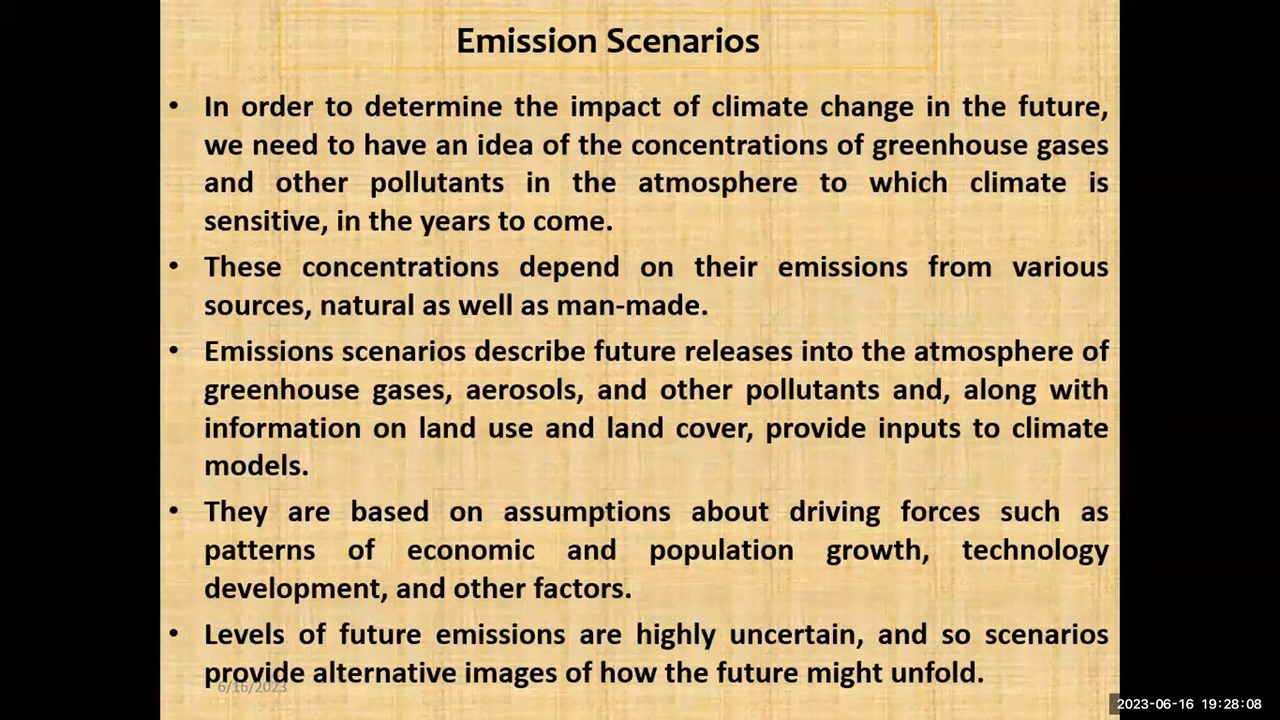 Emission Scenarios
• In order to determine the impact of climate change in the future,
we need to have an idea of the concentrations of greenhouse gases
and other pollutants in the atmosphere to which climate is
sensitive, in the years to come.
• These concentrations depend on their emissions from various
sources, natural as well as man-made.
• Emissions scenarios describe future releases into the atmosphere of
greenhouse gases, aerosols, and other pollutants and, along with
information on land use and land cover, provide inputs to climate
models.
• They are based on assumptions about driving forces such as
patterns of economic and population growth, technology
development, and other factors.
• Levels of future emissions are highly uncertain, and so scenarios
provide alternative images of how the future might unfold.
6/16/2023
2023-06-16 19:28:08